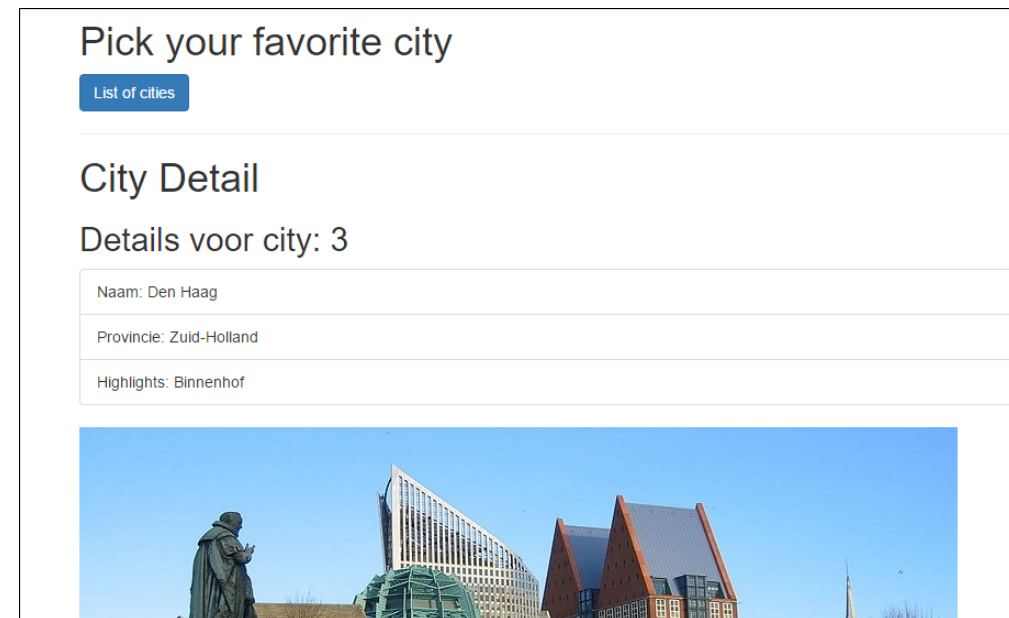 Pick your favorite city
List of cities
City Detail
Details voor city: 3
Naam: Den Haag
Provincie: Zuid-Holland
Highlights: Binnenhof